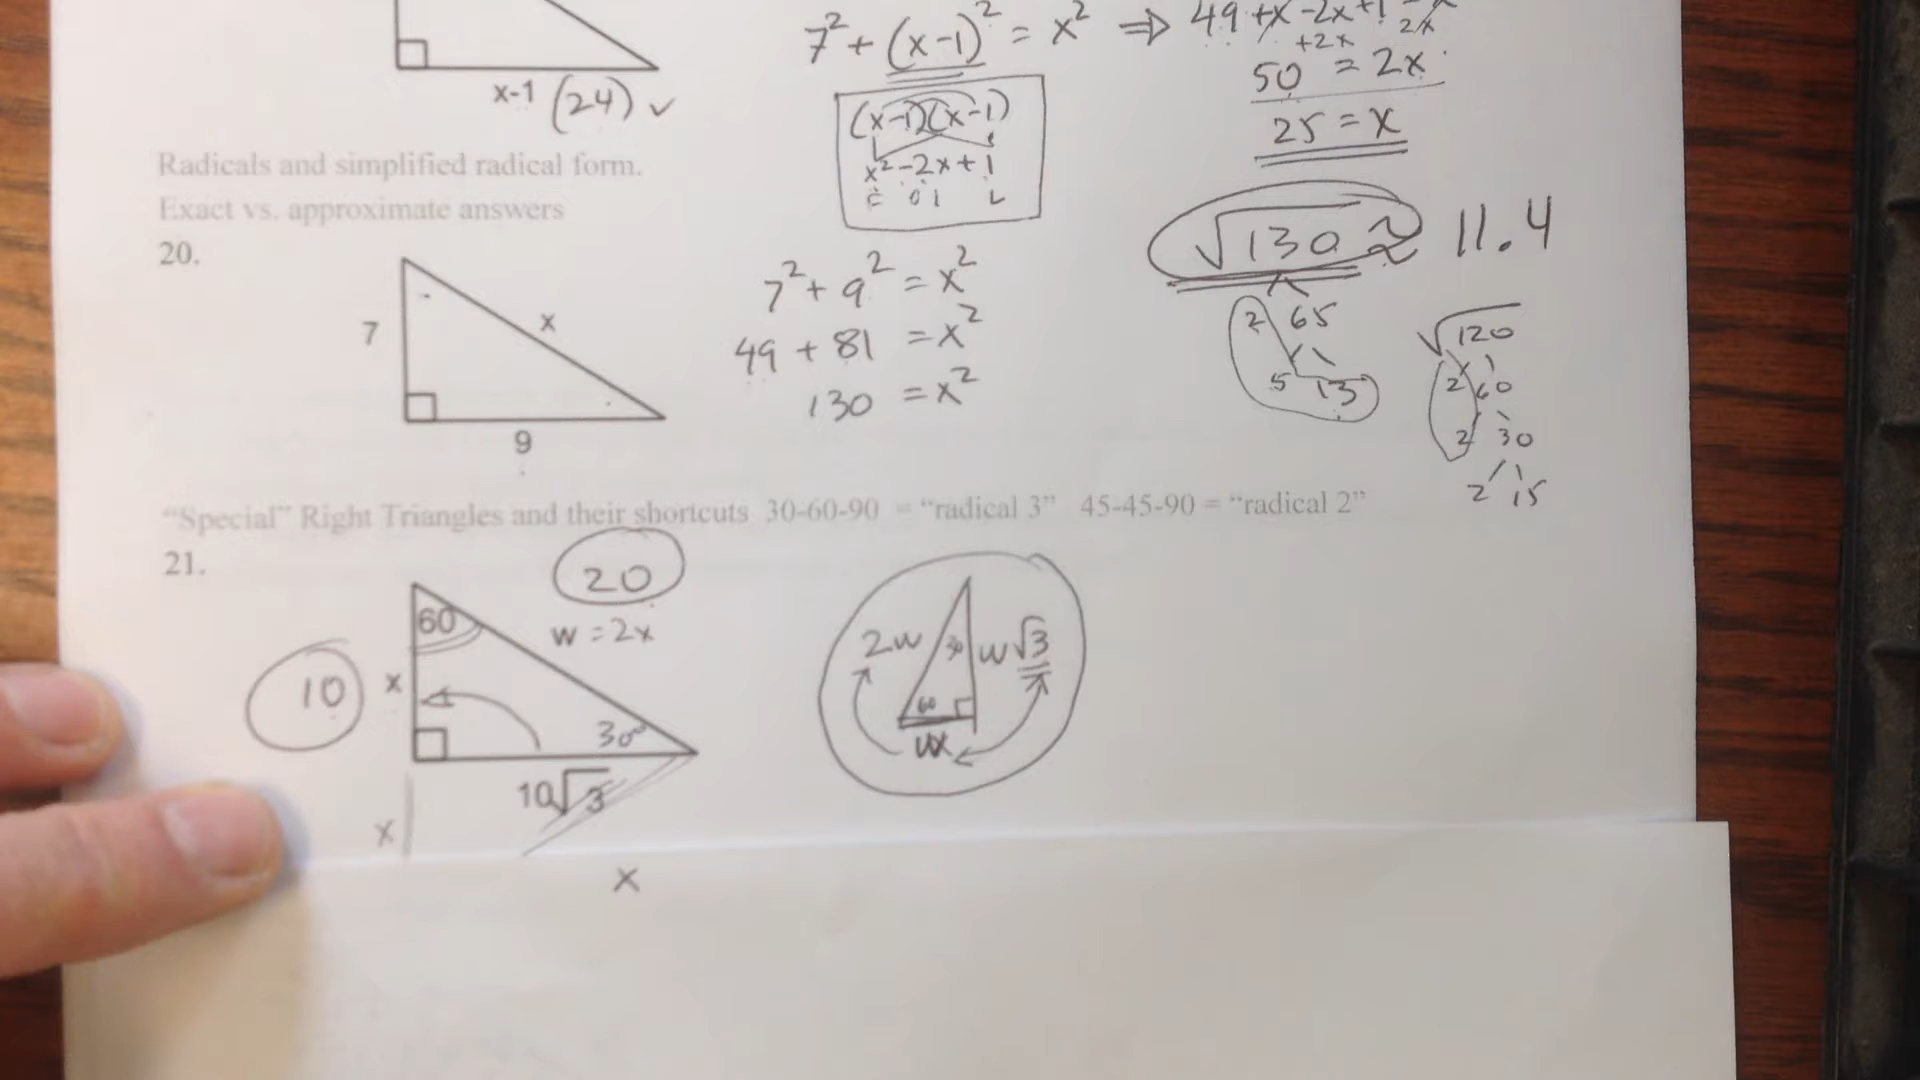 x-1 (24) ✓
7² + (x-1)² = x² ⇒ 49 + x - 2x + 1
+2x 2x
50 = 2x
25 = x
(x-1)(x-1)
x² - 2x + 1
F O I L
Radicals and simplified radical form.
Exact vs. approximate answers
20.
7
x
9
7² + 9² = x²
49 + 81 = x²
130 = x²
√130 ≈ 11.4
2 65
5 13
√120
2 60
2 30
2 15
"Special" Right Triangles and their shortcuts 30-60-90 = "radical 3" 45-45-90 = "radical 2"
21.
20
60
w = 2x
10
x
30°
10√3
x
x
2w
30
w√3
60